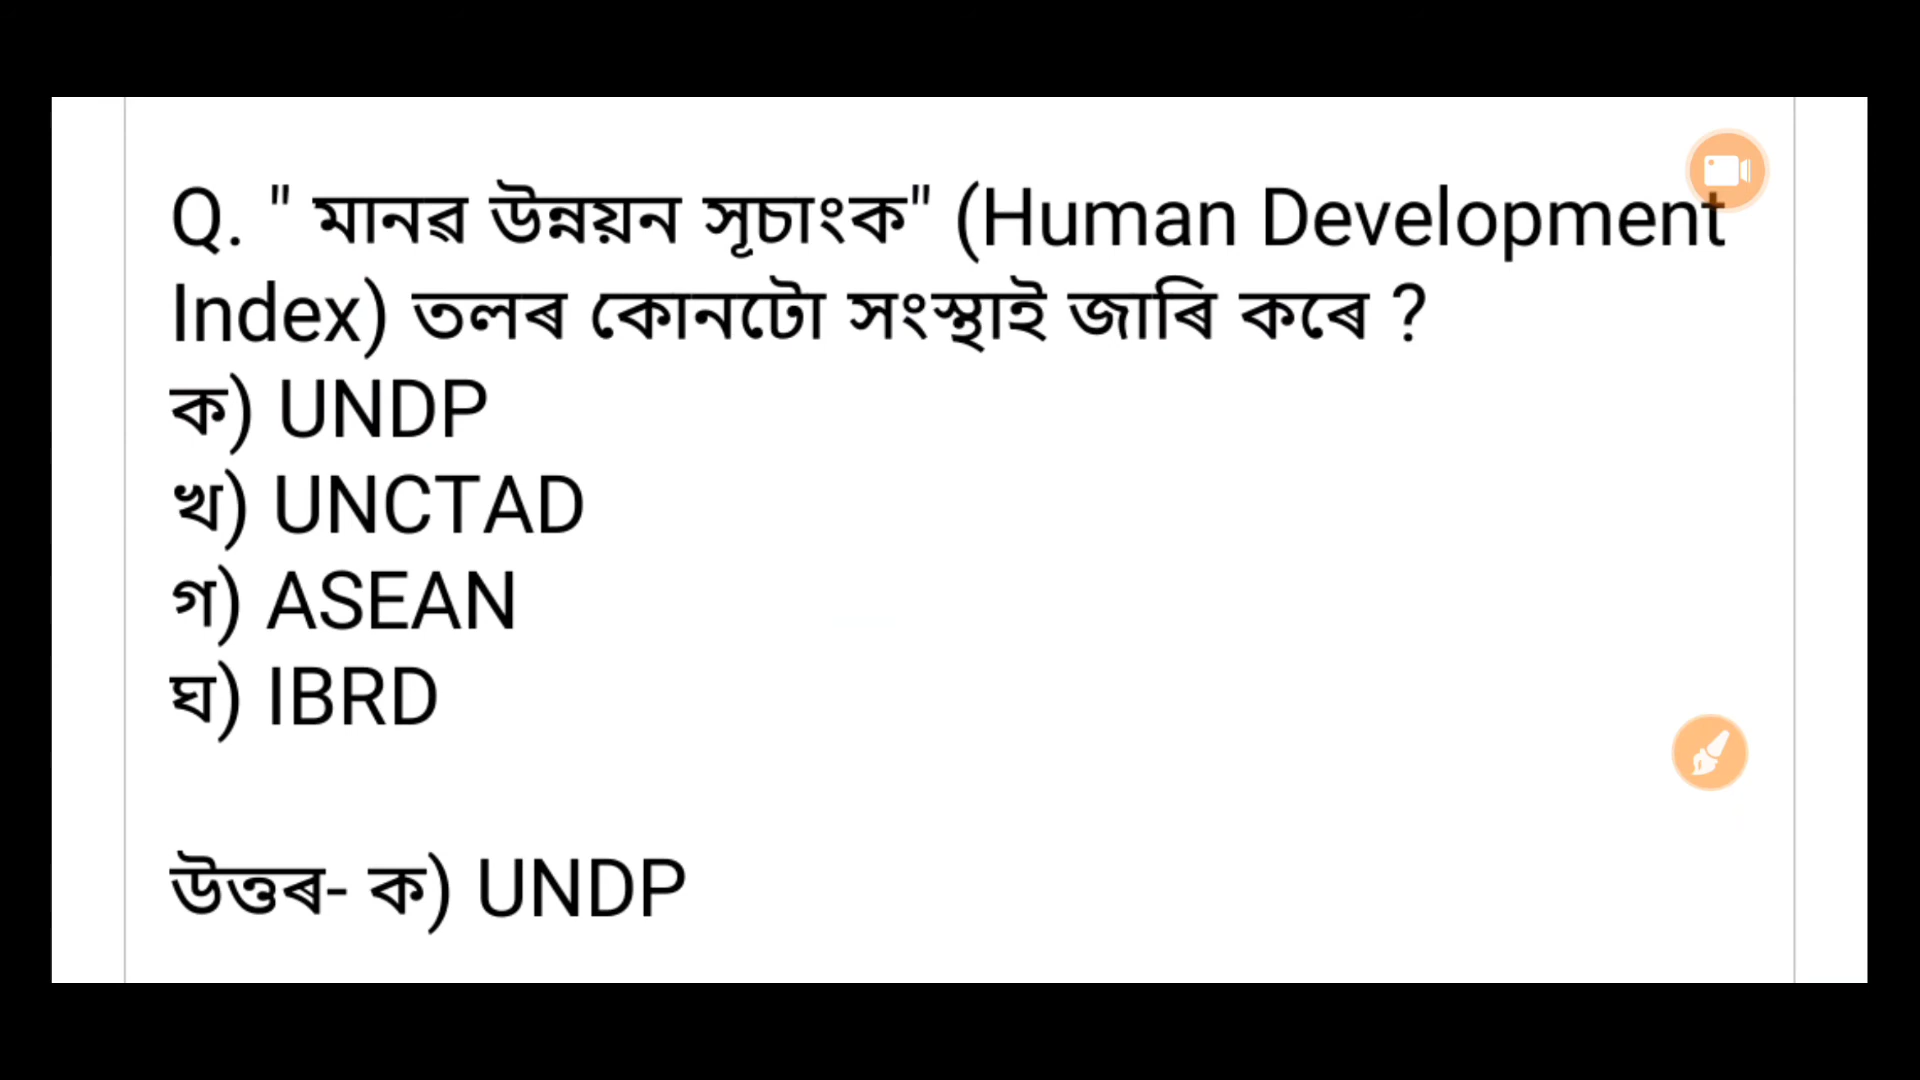 Q. " মানৱ উন্নয়ন সূচাংক" (Human Development
Index) তলৰ কোনটো সংস্থাই জাৰি কৰে ?
ক) UNDP
খ) UNCTAD
গ) ASEAN
ঘ) IBRD
উত্তৰ- ক) UNDP